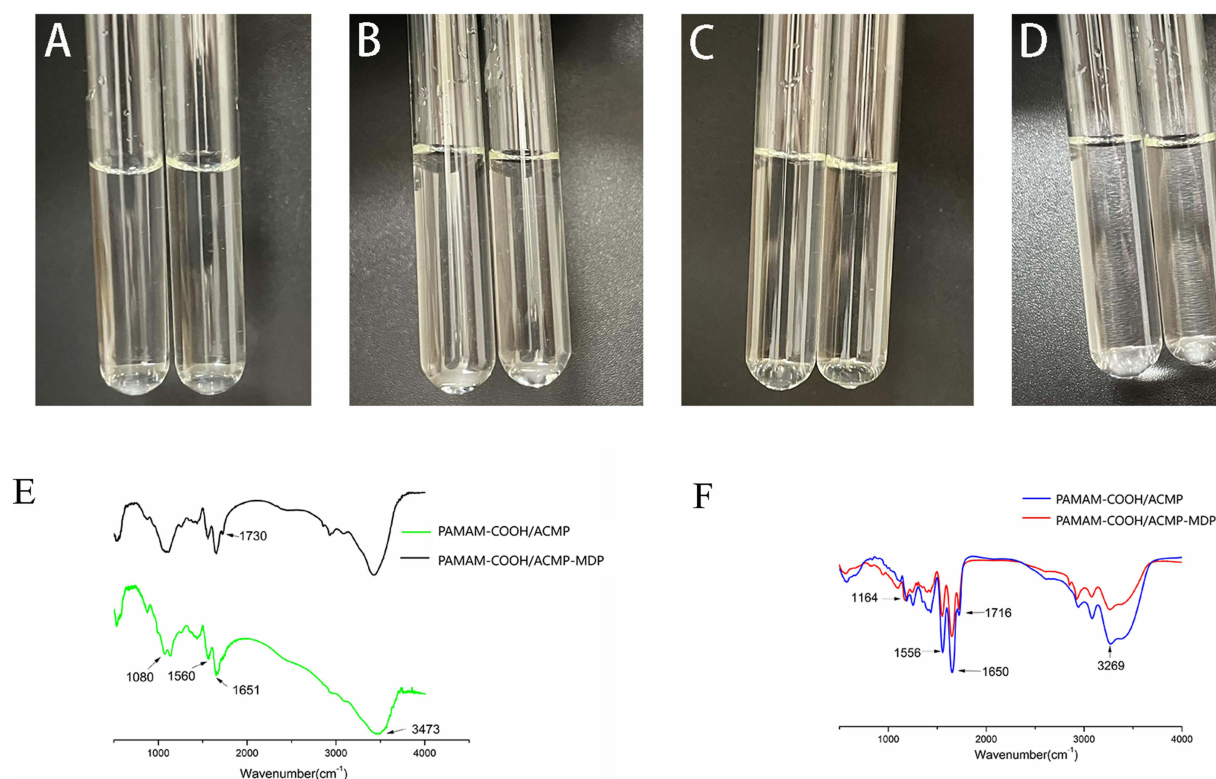 A
B
C
D
E
PAMAM-COOH/ACMP
PAMAM-COOH/ACMP-MDP
1730
1080
1560
1651
3473
1000
2000
3000
4000
Wavenumber(cm⁻¹)
F
PAMAM-COOH/ACMP
PAMAM-COOH/ACMP-MDP
1164
1716
1556
1650
3269
1000
2000
3000
4000
Wavenumber(cm⁻¹)